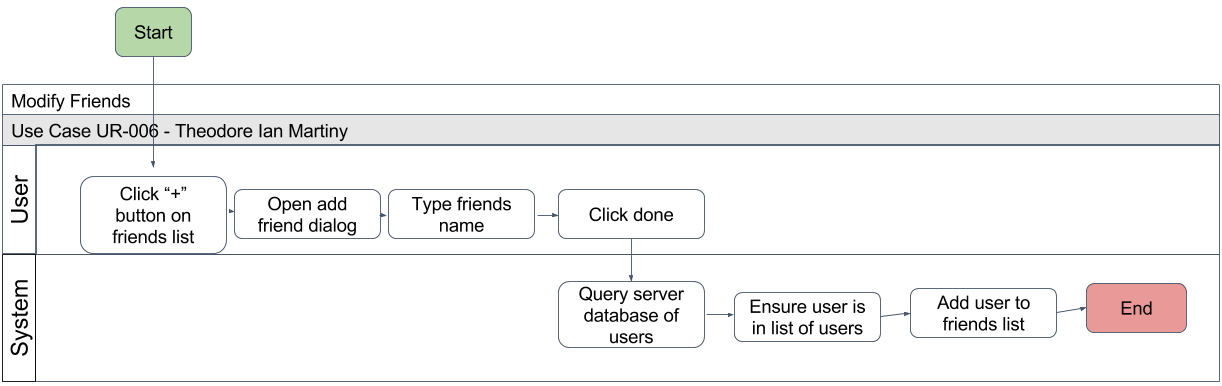 Start
Modify Friends
Use Case UR-006 - Theodore Ian Martiny
User
Click “+”
button on
friends list
Open add
friend dialog
Type friends
name
Click done
System
Query server
database of
users
Ensure user is
in list of users
Add user to
friends list
End